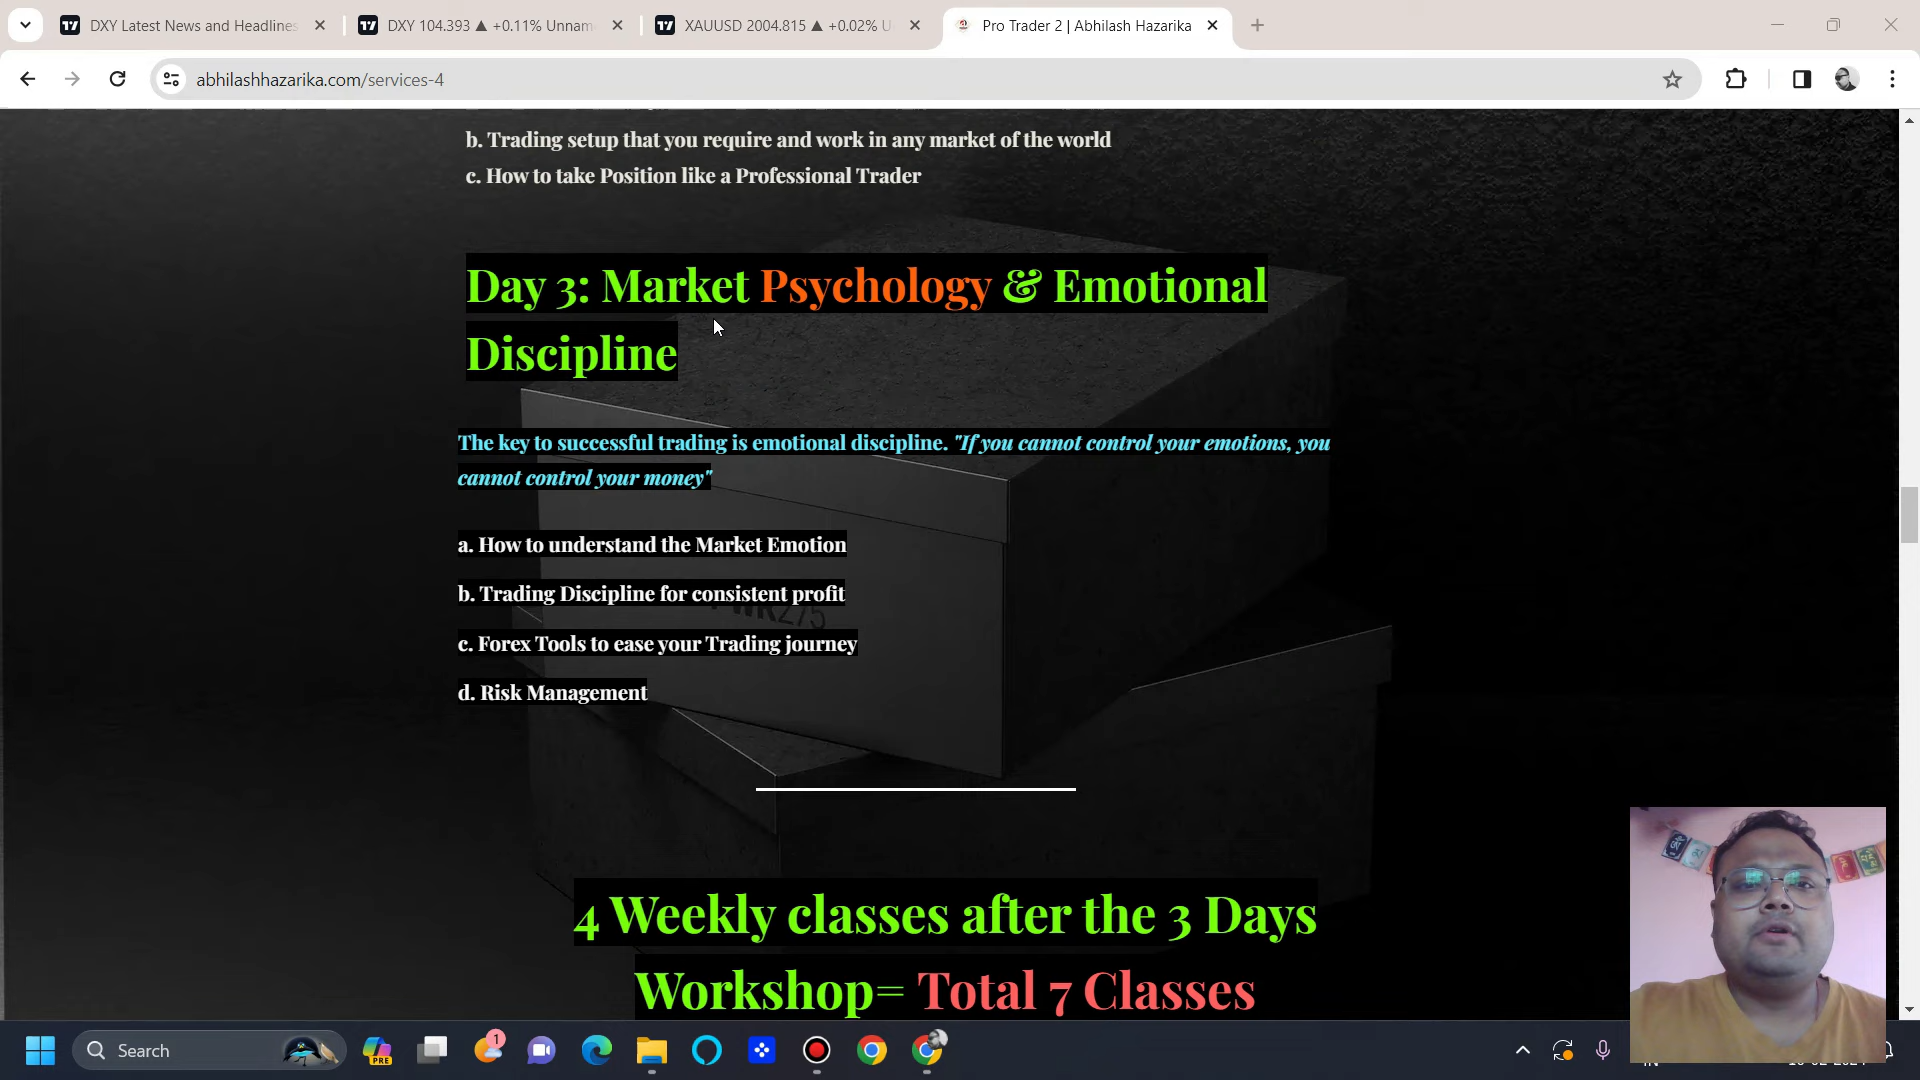 DXY Latest News and Headlines
DXY 104.393 ▲ +0.11% Unnam
XAUUSD 2004.815 ▲ +0.02% U
Pro Trader 2 | Abhilash Hazarika
abhilashhazarika.com/services-4
b. Trading setup that you require and work in any market of the world
c. How to take Position like a Professional Trader
Day 3: Market Psychology & Emotional
Discipline
The key to successful trading is emotional discipline. "If you cannot control your emotions, you
cannot control your money"
a. How to understand the Market Emotion
b. Trading Discipline for consistent profit
c. Forex Tools to ease your Trading journey
d. Risk Management
4 Weekly classes after the 3 Days
Workshop= Total 7 Classes
Search
PRE
1